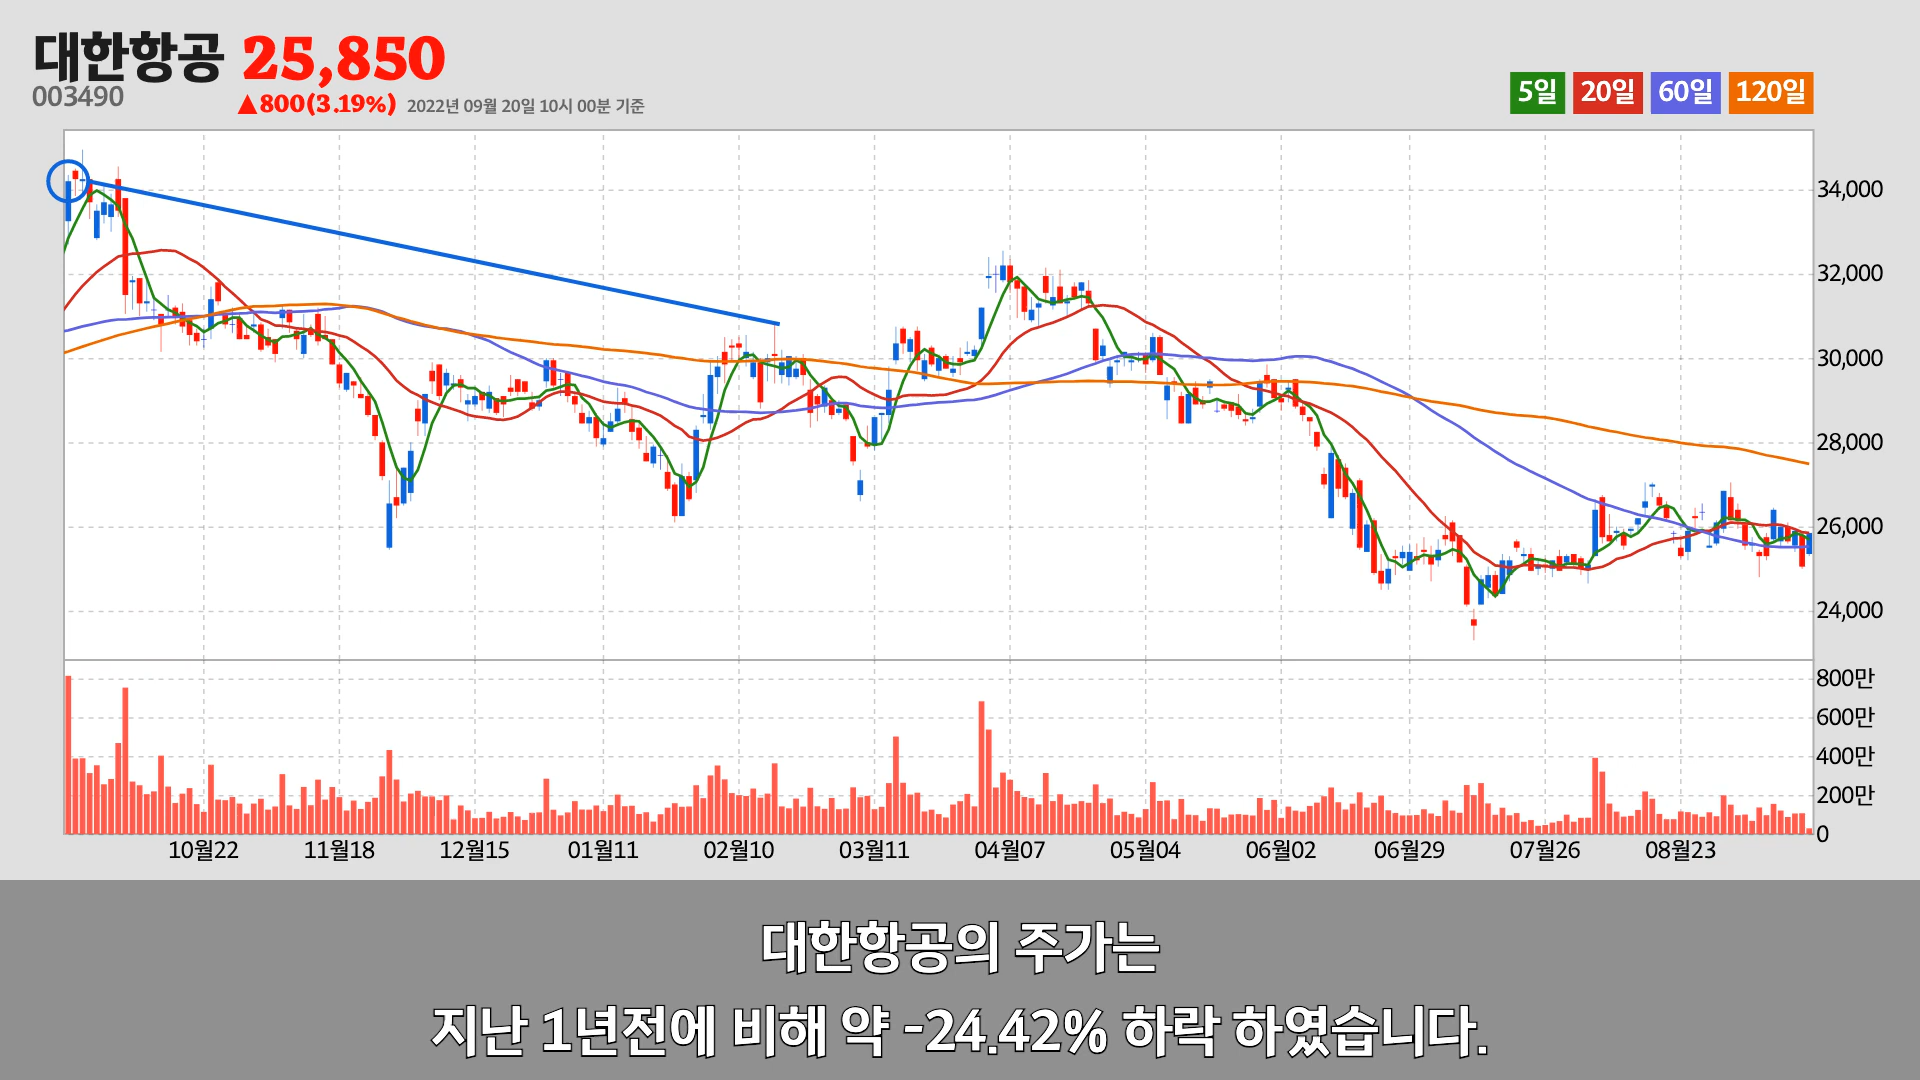 대한항공 25,850
003490
▲800(3.19%) 2022년 09월 20일 10시 00분 기준
5일 20일 60일 120일
34,000
32,000
30,000
28,000
26,000
24,000
800만
600만
400만
200만
0
10월22 11월18 12월15 01월11 02월10 03월11 04월07 05월04 06월02 06월29 07월26 08월23
대한항공의 주가는
지난 1년전에 비해 약 -24.42% 하락 하였습니다.